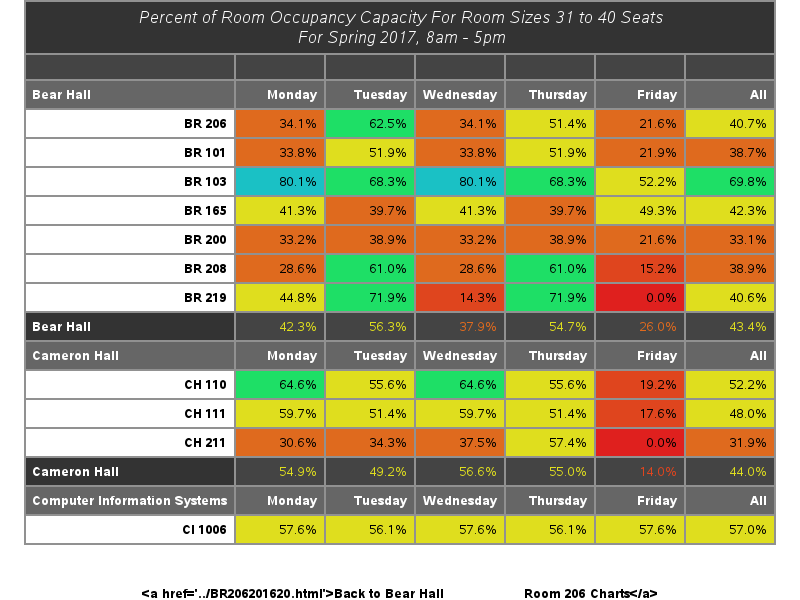 Percent of Room Occupancy Capacity For Room Sizes 31 to 40 Seats
For Spring 2017, 8am - 5pm
Bear Hall Monday Tuesday Wednesday Thursday Friday All
BR 206 34.1% 62.5% 34.1% 51.4% 21.6% 40.7%
BR 101 33.8% 51.9% 33.8% 51.9% 21.9% 38.7%
BR 103 80.1% 68.3% 80.1% 68.3% 52.2% 69.8%
BR 165 41.3% 39.7% 41.3% 39.7% 49.3% 42.3%
BR 200 33.2% 38.9% 33.2% 38.9% 21.6% 33.1%
BR 208 28.6% 61.0% 28.6% 61.0% 15.2% 38.9%
BR 219 44.8% 71.9% 14.3% 71.9% 0.0% 40.6%
Bear Hall 42.3% 56.3% 37.9% 54.7% 26.0% 43.4%
Cameron Hall Monday Tuesday Wednesday Thursday Friday All
CH 110 64.6% 55.6% 64.6% 55.6% 19.2% 52.2%
CH 111 59.7% 51.4% 59.7% 51.4% 17.6% 48.0%
CH 211 30.6% 34.3% 37.5% 57.4% 0.0% 31.9%
Cameron Hall 54.9% 49.2% 56.6% 55.0% 14.0% 44.0%
Computer Information Systems Monday Tuesday Wednesday Thursday Friday All
CI 1006 57.6% 56.1% 57.6% 56.1% 57.6% 57.0%
<a href='../BR206201620.html'>Back to Bear Hall Room 206 Charts</a>